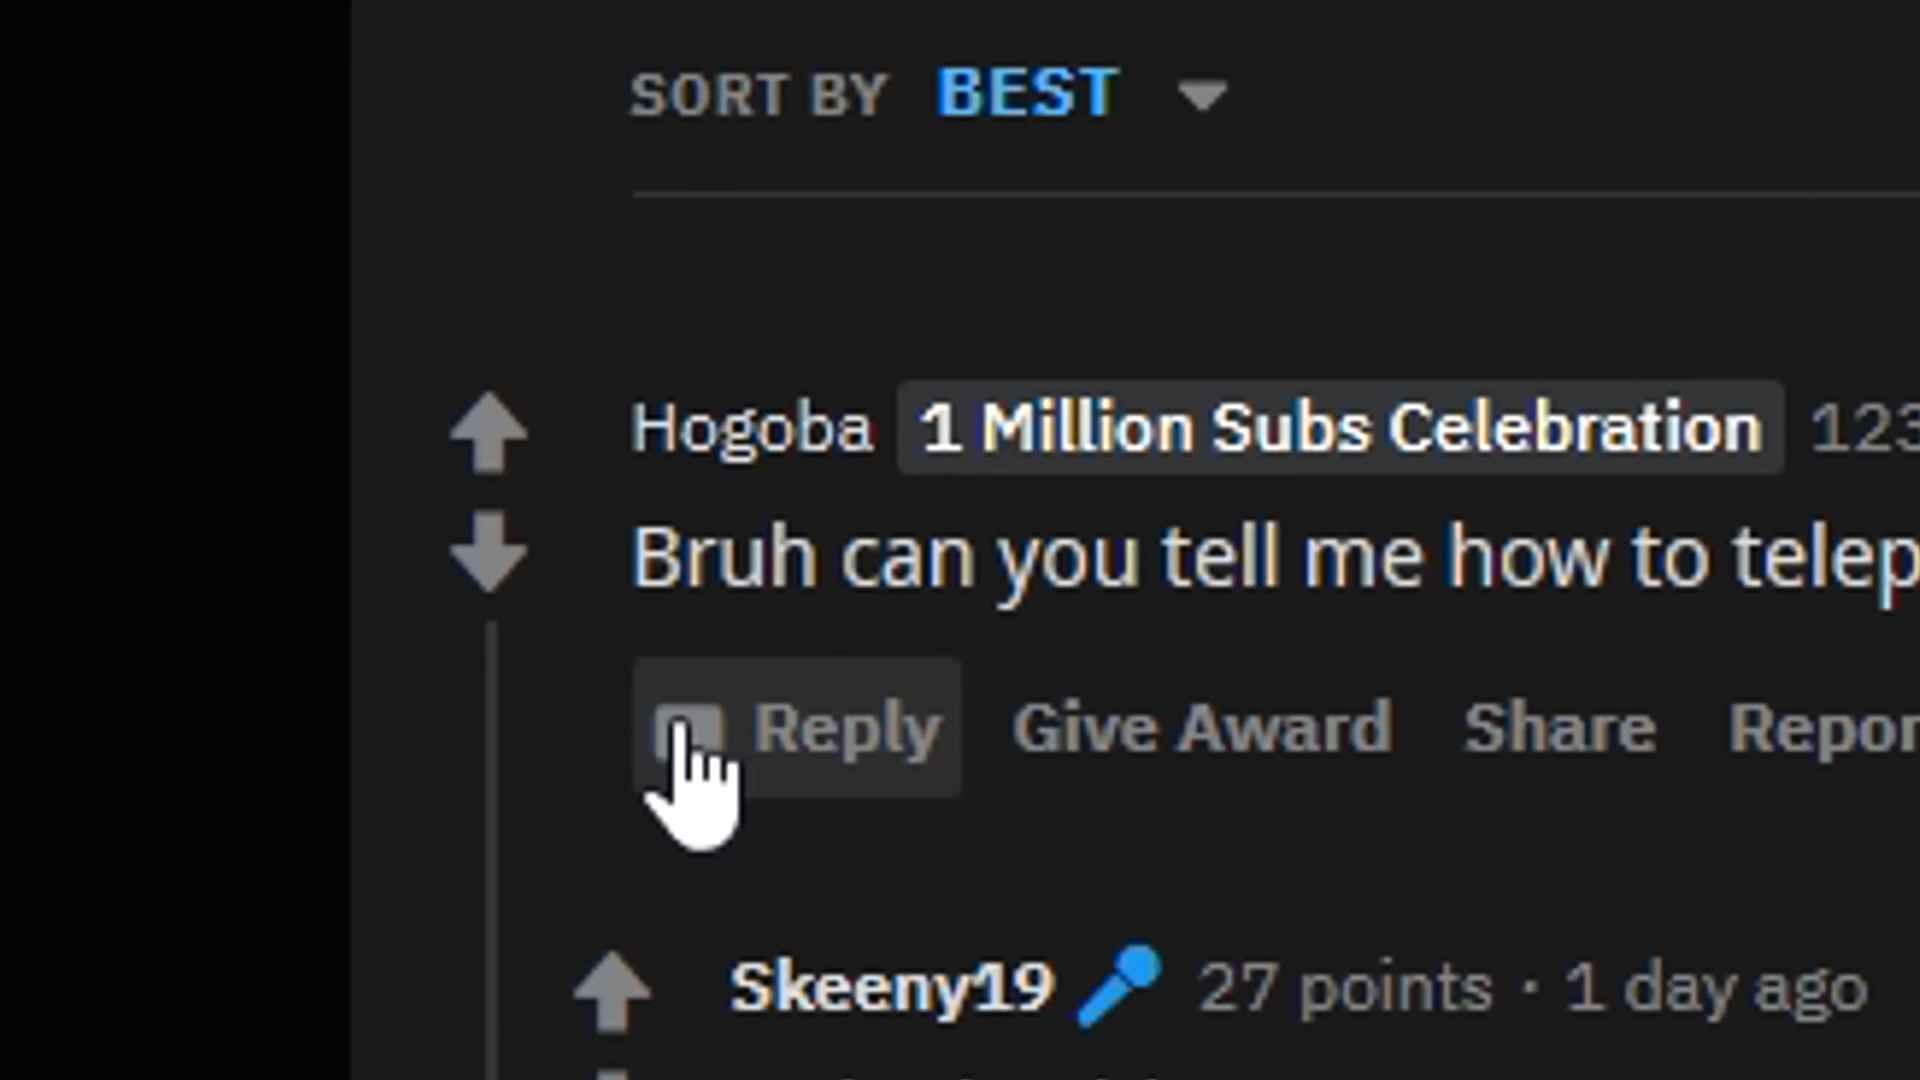 SORT BY BEST
Hogoba 1 Million Subs Celebration 123
Bruh can you tell me how to telep
Reply Give Award Share Repor
Skeeny19 27 points · 1 day ago